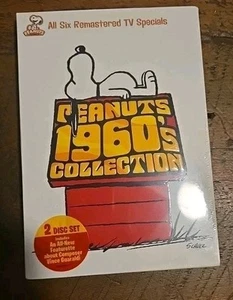 All Six Remastered TV Specials
PEANUTS
1960's
COLLECTION
2 DISC SET
Includes
An All-New
Featurette
about Composer
Vince Guaraldi